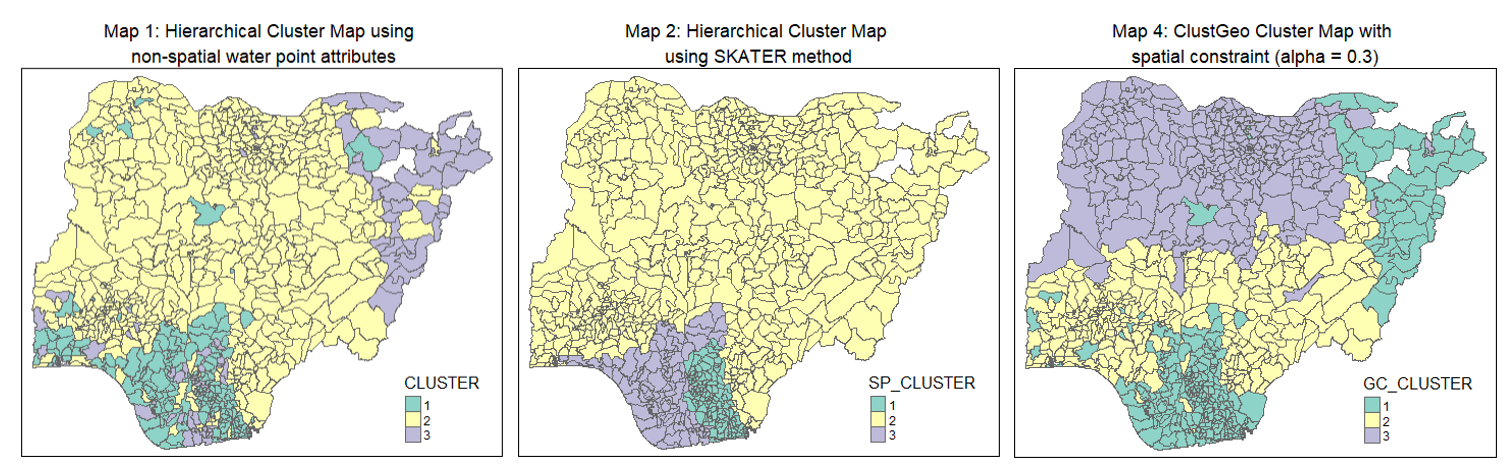 Map 1: Hierarchical Cluster Map using
non-spatial water point attributes
Map 2: Hierarchical Cluster Map
using SKATER method
Map 4: ClustGeo Cluster Map with
spatial constraint (alpha = 0.3)
CLUSTER
1
2
3
SP_CLUSTER
1
2
3
GC_CLUSTER
1
2
3